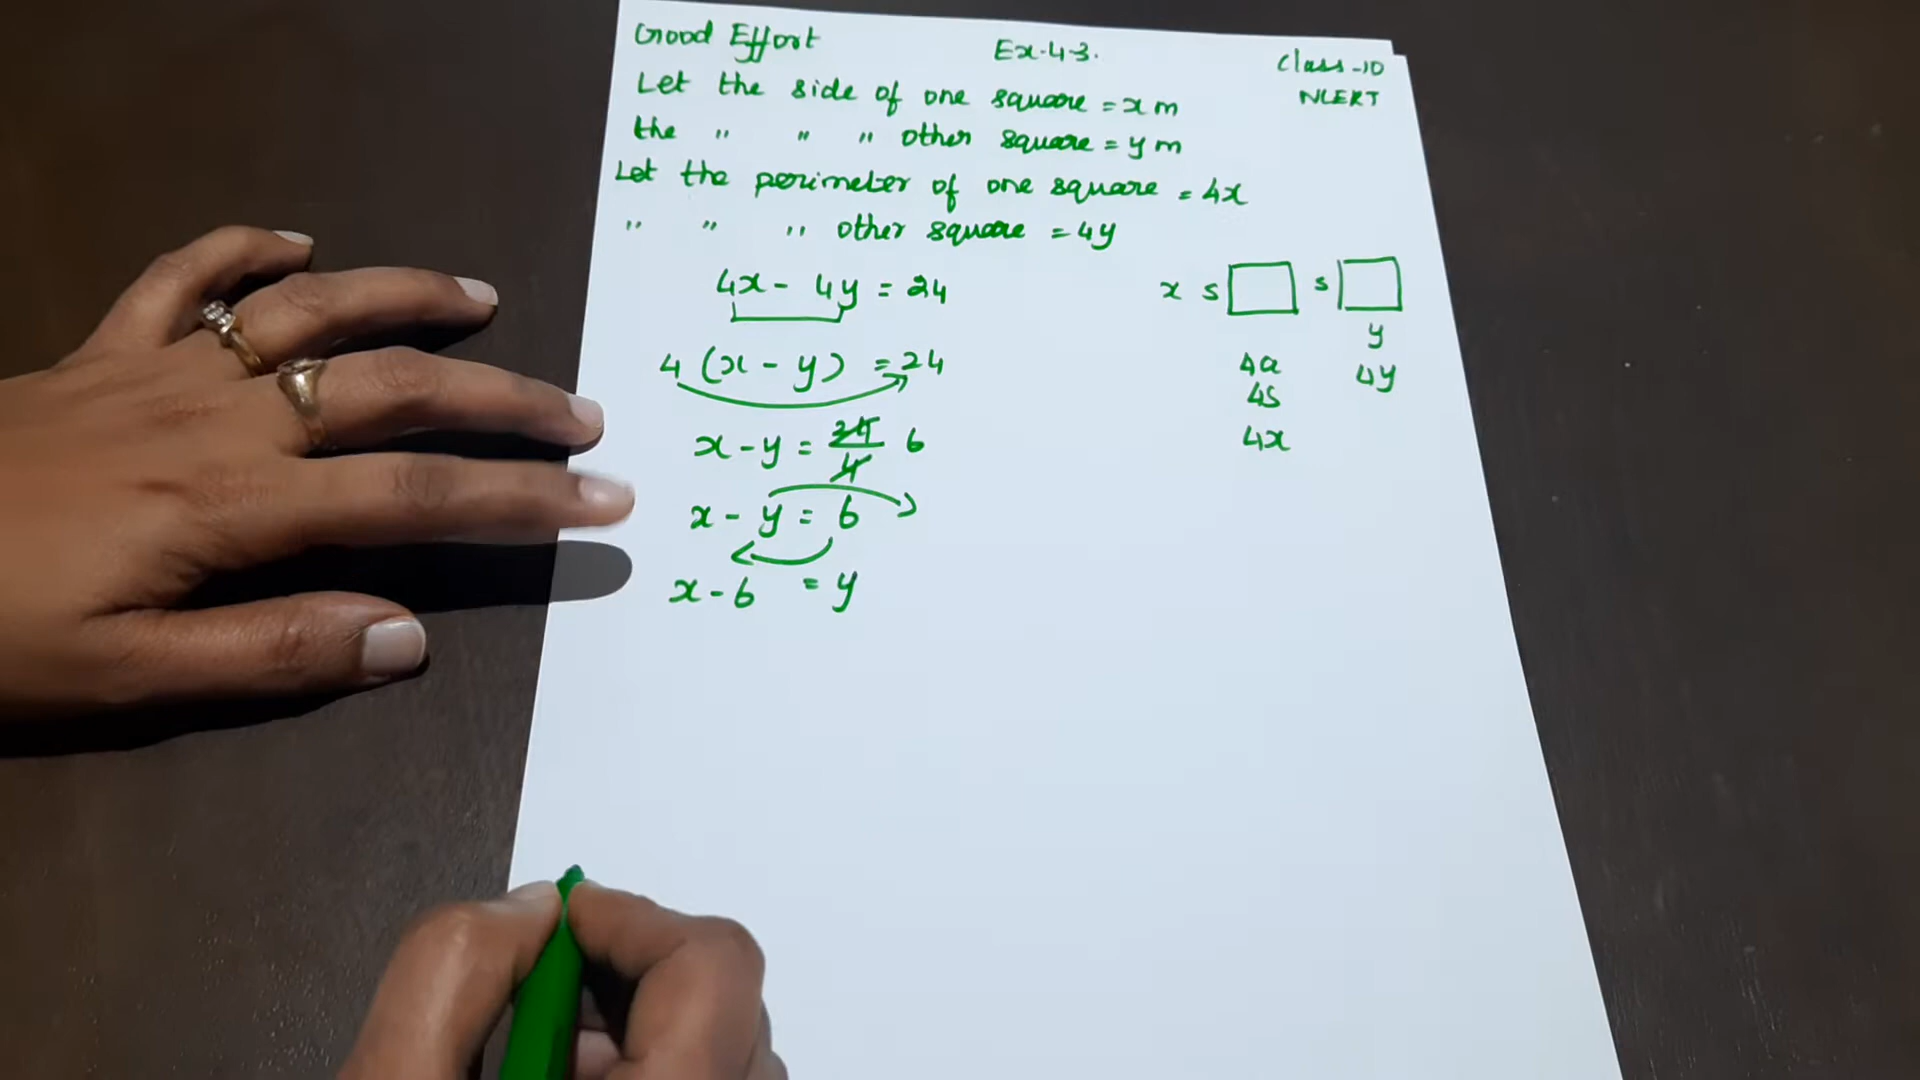 Good Effort Ex-4-3. Class-10
NCERT
Let the side of one square = x m
the " " " other square = y m
Let the perimeter of one square = 4x
" " " other square = 4y
4x - 4y = 24
x s s
y
4 (x - y) = 24
4a 4y
4s
x - y = 24/4 6
4x
x - y = 6
x - 6 = y